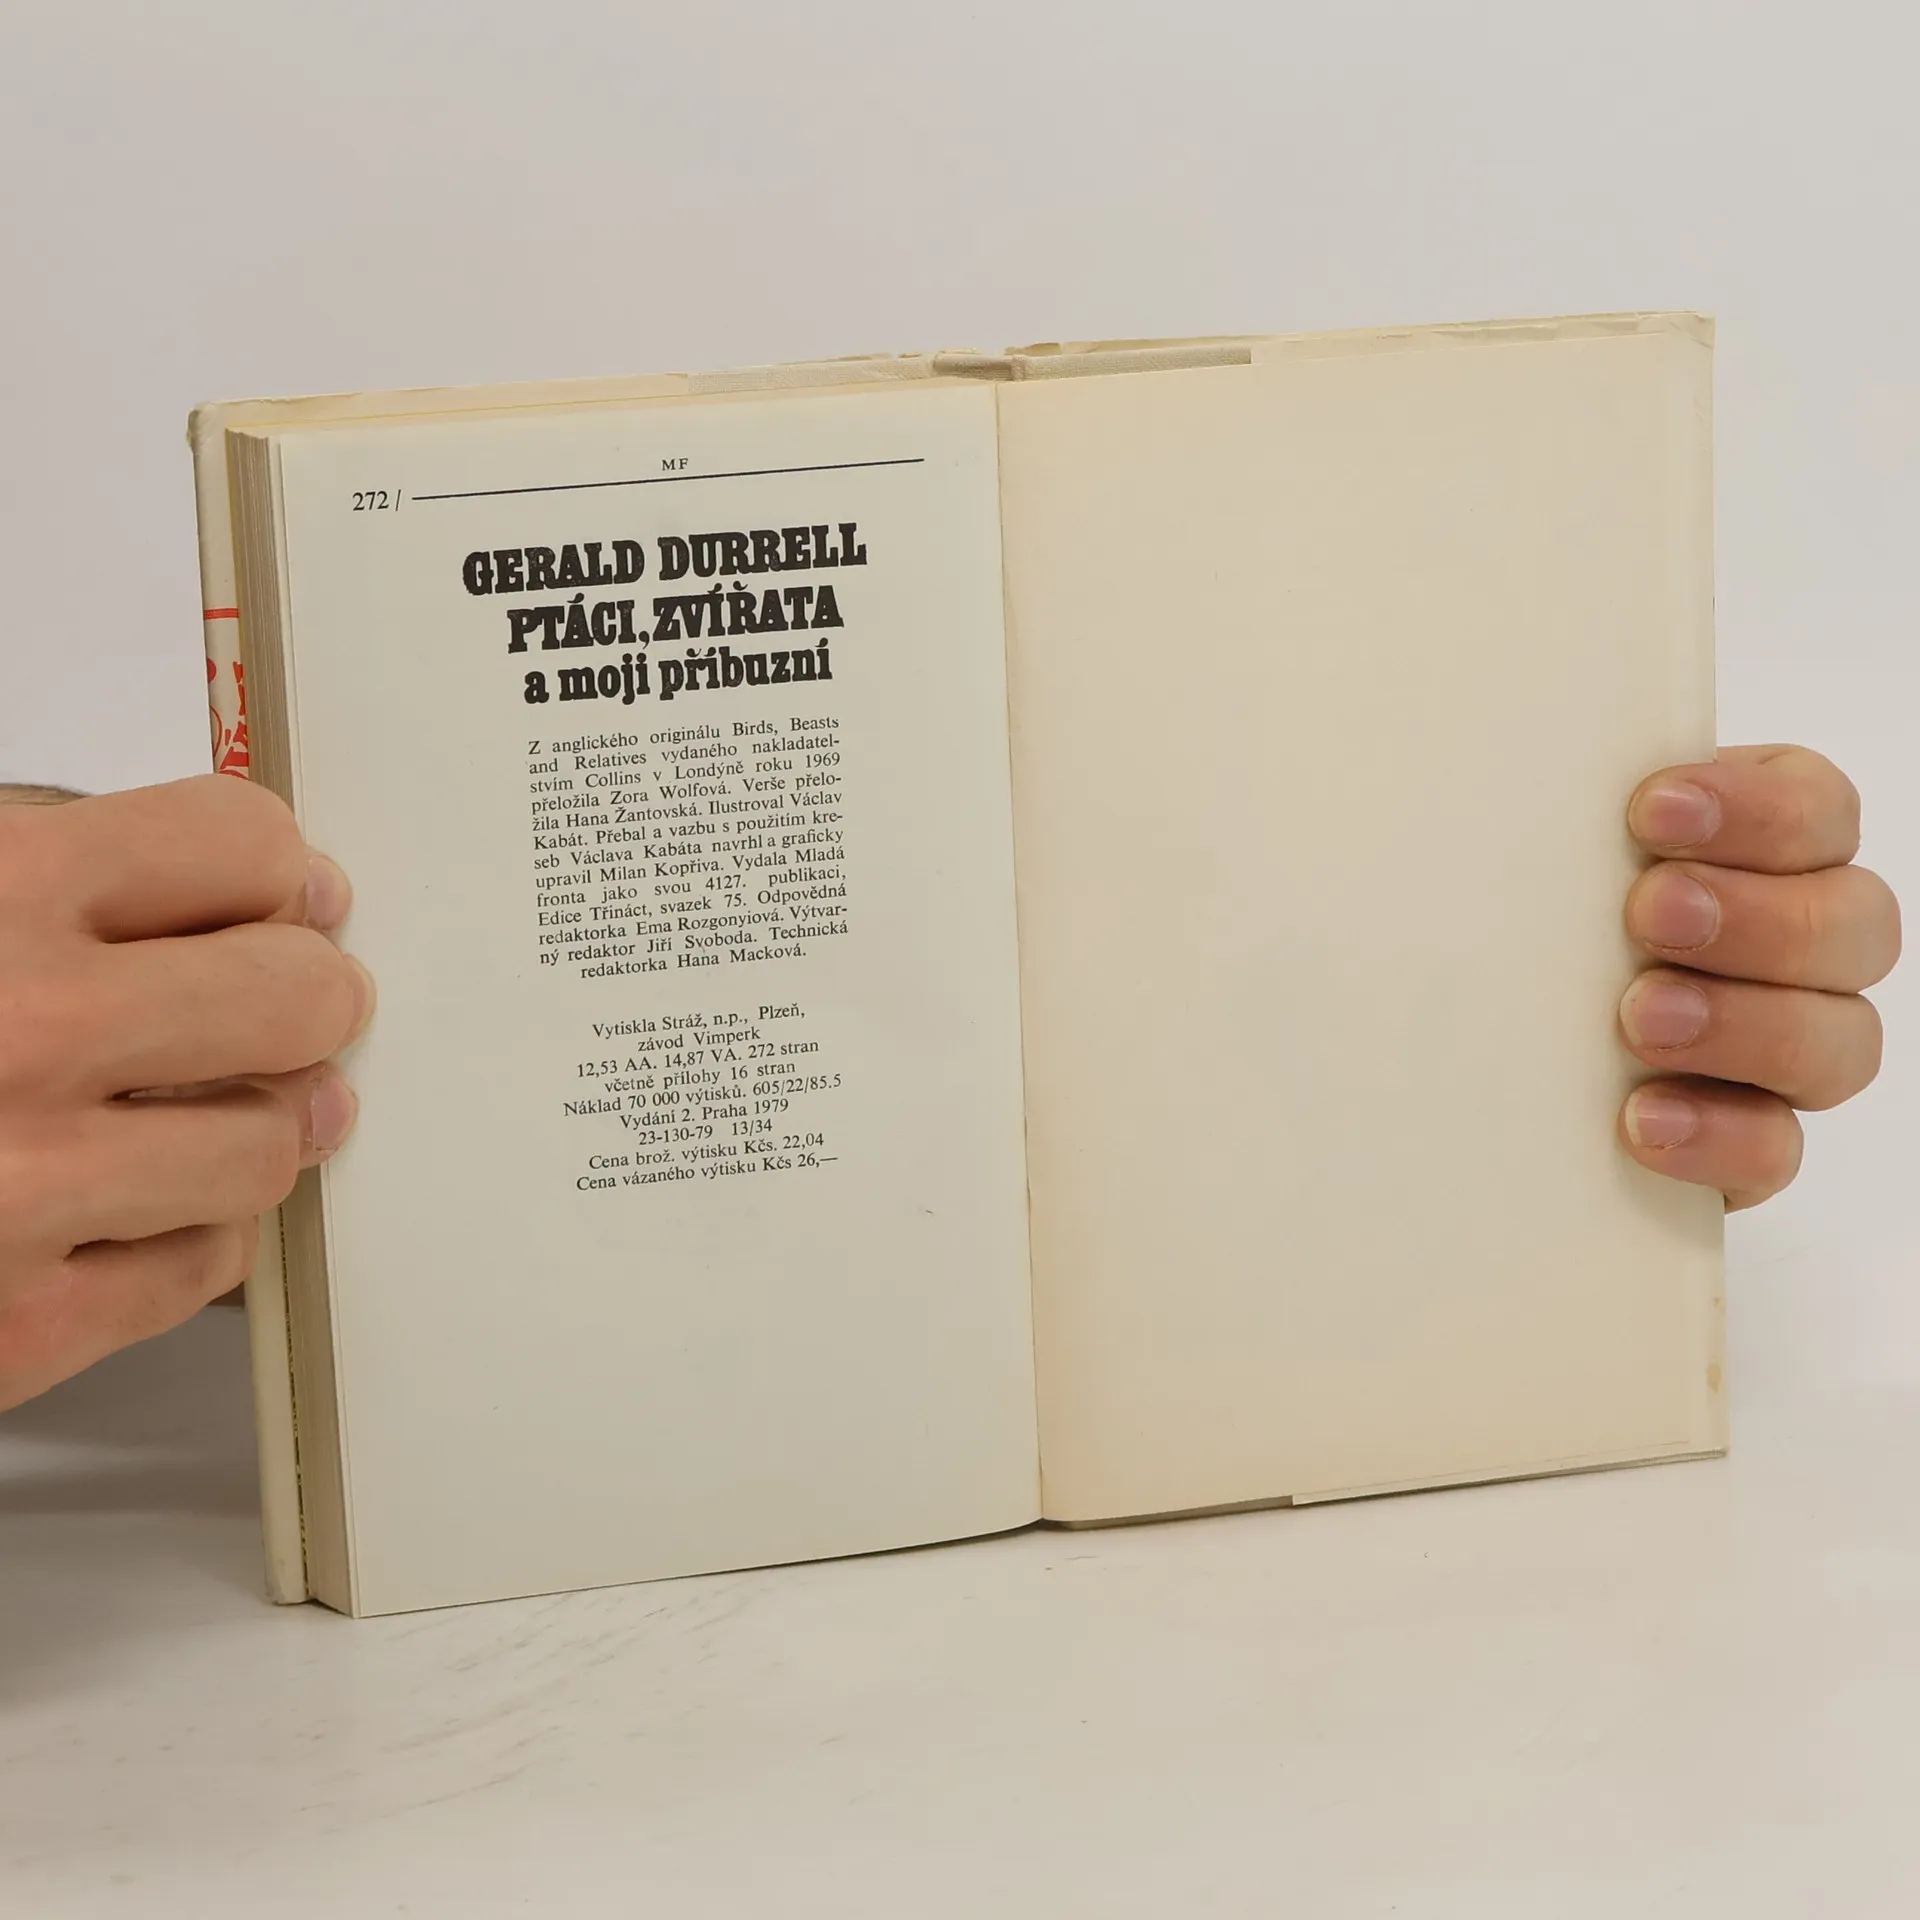 MF
272 /
GERALD DURRELL
PTÁCI, ZVÍŘATA
a moji příbuzní
Z anglického originálu Birds, Beasts
and Relatives vydaného nakladatel-
stvím Collins v Londýně roku 1969
přeložila Zora Wolfová. Verše přelo-
žila Hana Žantovská. Ilustroval Václav
Kabát. Přebal a vazbu s použitím kre-
seb Václava Kabáta navrhl a graficky
upravil Milan Kopřiva. Vydala Mladá
fronta jako svou 4127. publikaci,
Edice Třináct, svazek 75. Odpovědná
redaktorka Ema Rozgonyiová. Výtvar-
ný redaktor Jiří Svoboda. Technická
redaktorka Hana Macková.
Vytiskla Stráž, n.p., Plzeň,
závod Vimperk
12,53 AA. 14,87 VA. 272 stran
včetně přílohy 16 stran
Náklad 70 000 výtisků. 605/22/85.5
Vydání 2. Praha 1979
23-130-79 13/34
Cena brož. výtisku Kčs. 22,04
Cena vázaného výtisku Kčs 26,—